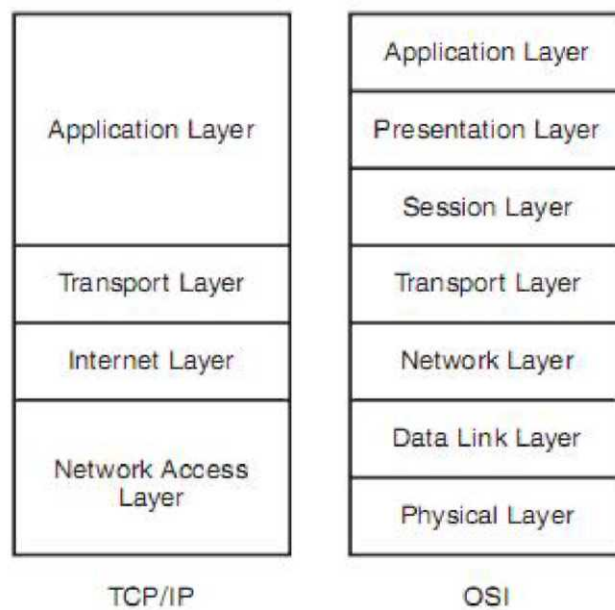 Application Layer
Transport Layer
Internet Layer
Network Access
Layer
TCP/IP
Application Layer
Presentation Layer
Session Layer
Transport Layer
Network Layer
Data Link Layer
Physical Layer
OSI